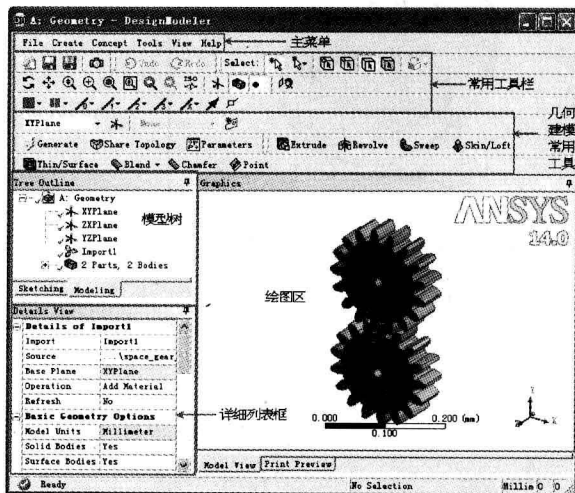 A: Geometry - DesignModeler
File Create Concept Tools View Help
主菜单
Undo Redo Select:
常用工具栏
XYPlane
几何
建模
常用
工具
Generate Share Topology Parameters Extrude Revolve Sweep Skin/Loft
Thin/Surface Blend Chamfer Point
Tree Outline
A: Geometry
XYPlane
ZXPlane
YZPlane
Import1
2 Parts, 2 Bodies
模型树
Sketching Modeling
Details View
Details of Import1
Import Import1
Source ...\space_gear
Base Plane XYPlane
Operation Add Material
Refresh No
Basic Geometry Options
Model Units Millimeter
Solid Bodies Yes
Surface Bodies Yes
详细列表框
Graphics
ANSYS
14.0
绘图区
0.000 0.200 (mm)
0.100
Model View Print Preview
Ready No Selection Millim 0 0